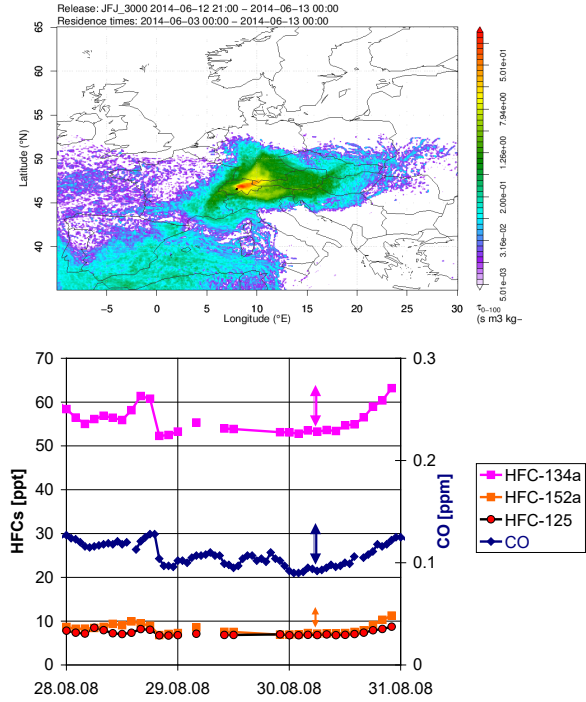 Release: JFJ_3000 2014−06−12 21:00 − 2014−06−13 00:00
Residence times: 2014−06−03 00:00 − 2014−06−13 00:00
65
60
55
50
45
40
Latitude (°N)
−5
0
5
10
15
20
25
30
Longitude (°E)
5.01e+01
7.94e+00
1.26e+00
2.00e−01
3.16e−02
5.01e−03
τ0−100
(s m3 kg−
70
60
50
40
30
20
10
0
HFCs [ppt]
0.3
0.2
0.1
0
CO [ppm]
28.08.08
29.08.08
30.08.08
31.08.08
HFC-134a
HFC-152a
HFC-125
CO